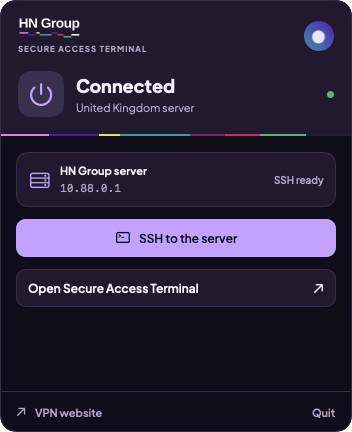 HN Group
SECURE ACCESS TERMINAL
Connected
United Kingdom server
HN Group server
10.88.0.1
SSH ready
SSH to the server
Open Secure Access Terminal
VPN website
Quit